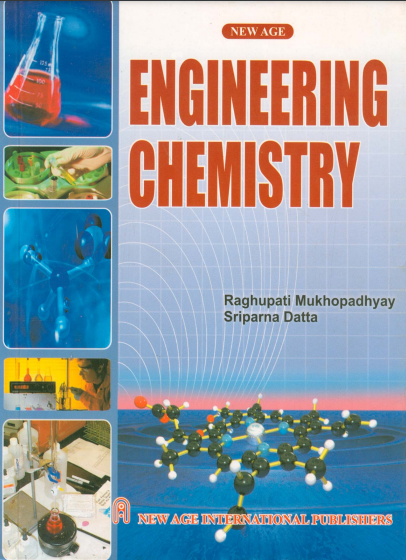 NEW AGE
ENGINEERING
CHEMISTRY
Raghupati Mukhopadhyay
Sriparna Datta
NEW AGE INTERNATIONAL PUBLISHERS